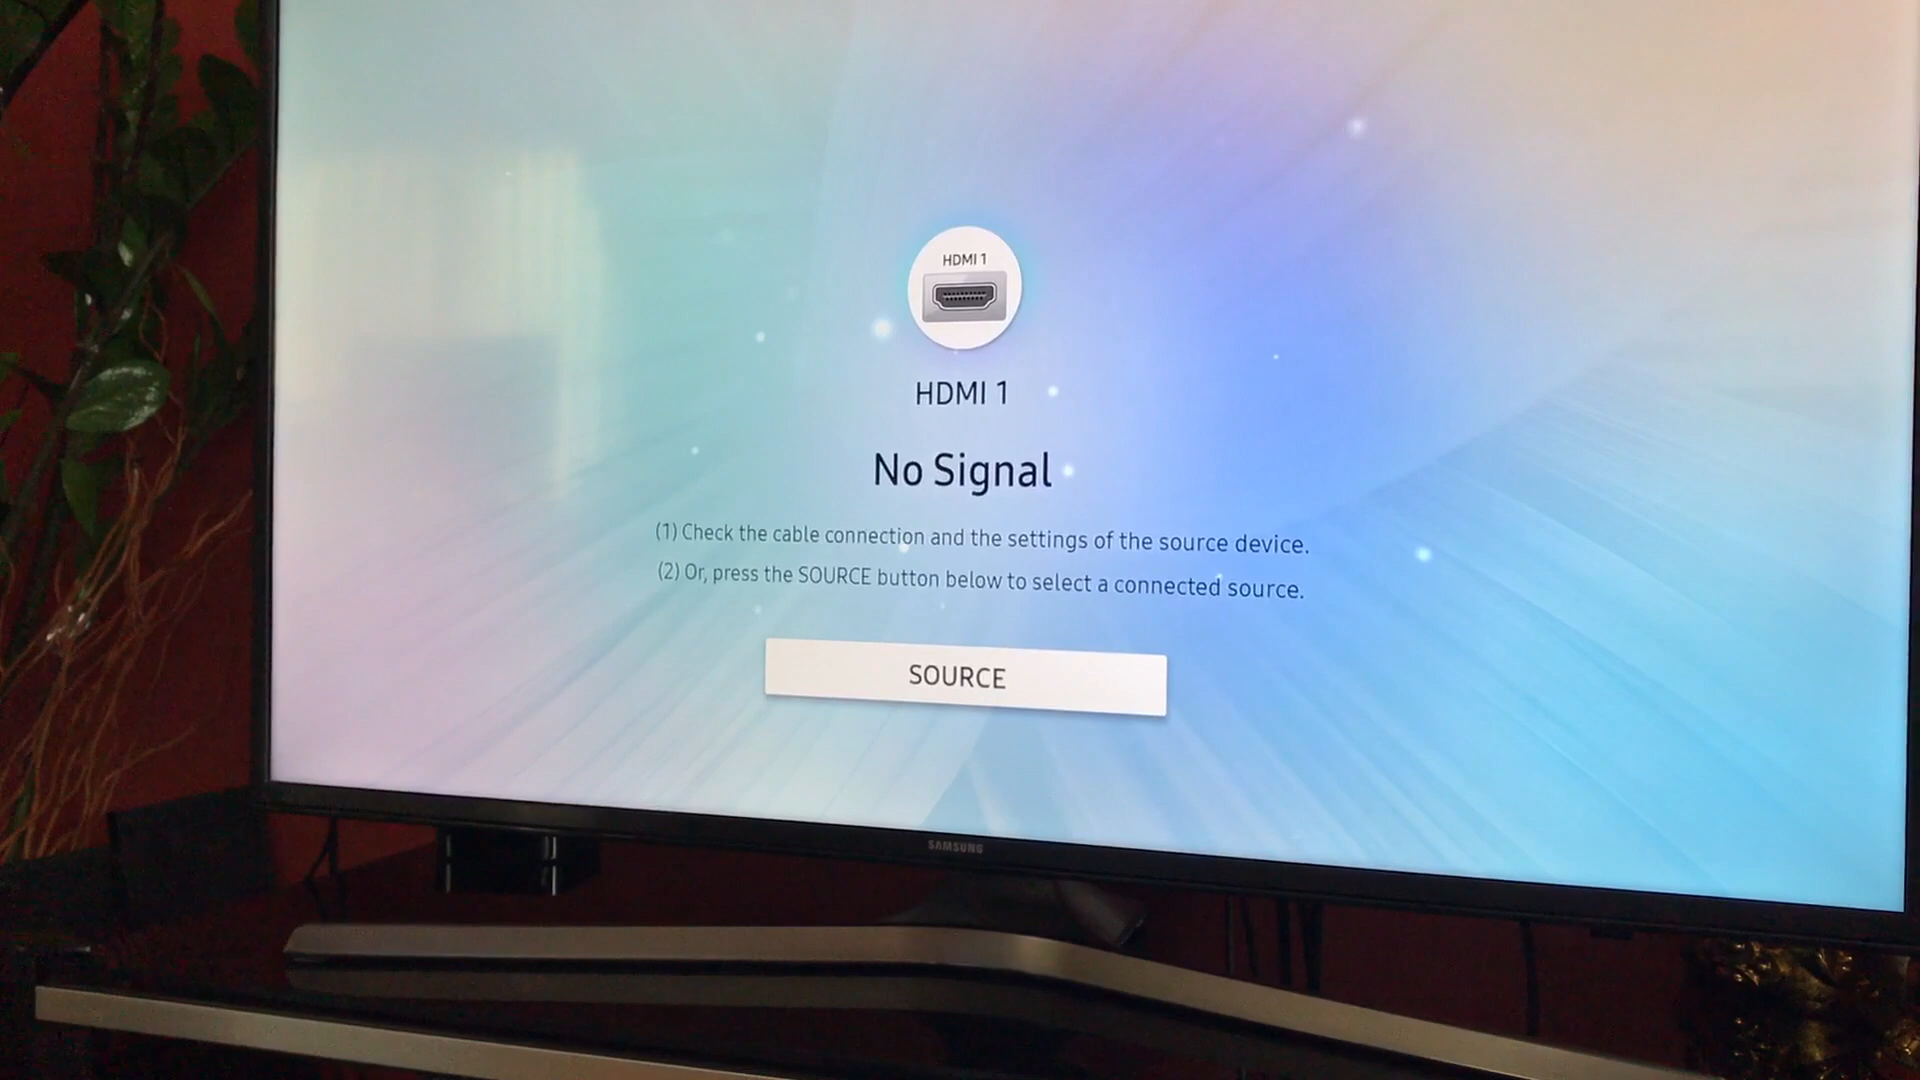 HDMI 1
HDMI 1
No Signal
(1) Check the cable connection and the settings of the source device.
(2) Or, press the SOURCE button below to select a connected source.
SOURCE
SAMSUNG